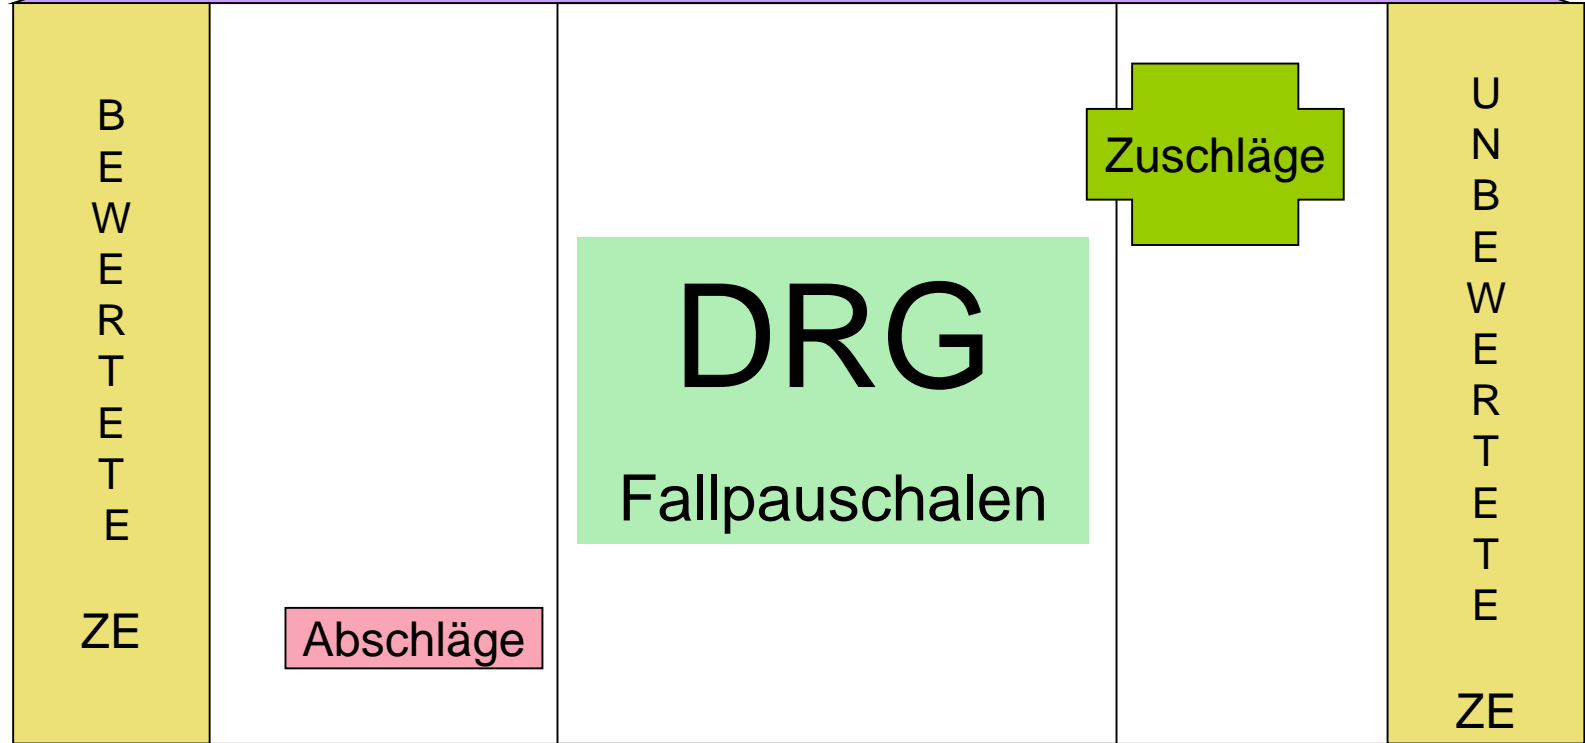 BEWERTETE
ZE
Abschläge
DRG
Fallpauschalen
Zuschläge
UNBEWERTETE
ZE